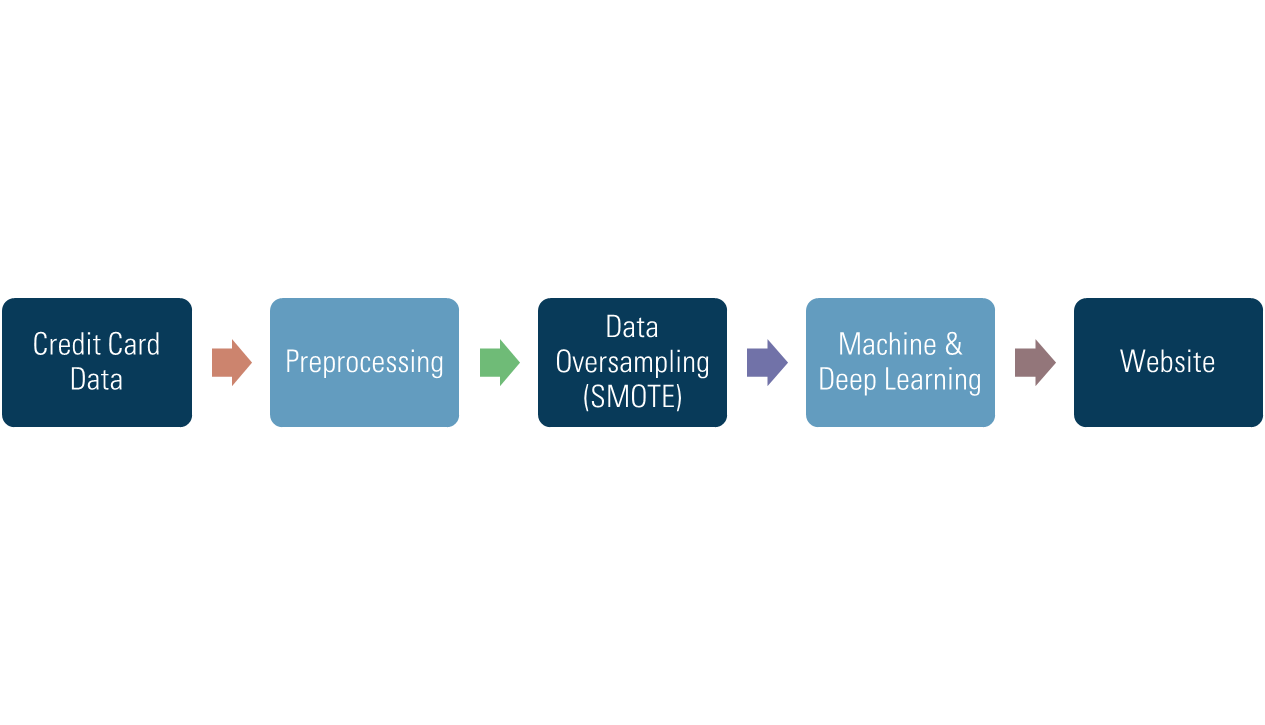 Credit Card
Data
Preprocessing
Data
Oversampling
(SMOTE)
Machine &
Deep Learning
Website